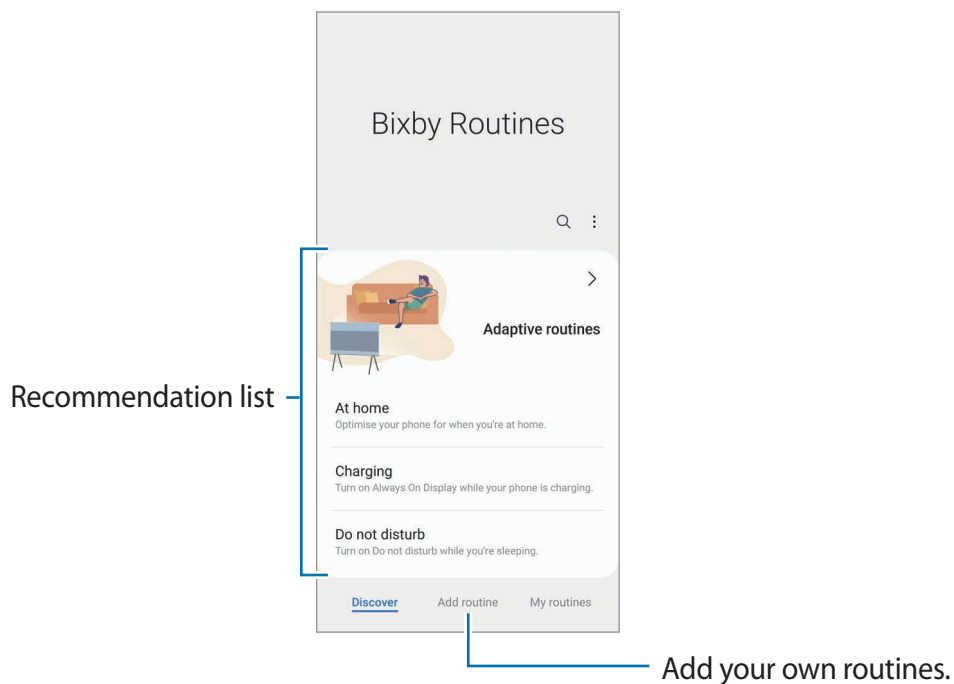 Bixby Routines
Adaptive routines
Recommendation list
At home
Optimise your phone for when you're at home.
Charging
Turn on Always On Display while your phone is charging.
Do not disturb
Turn on Do not disturb while you're sleeping.
Discover Add routine My routines
Add your own routines.